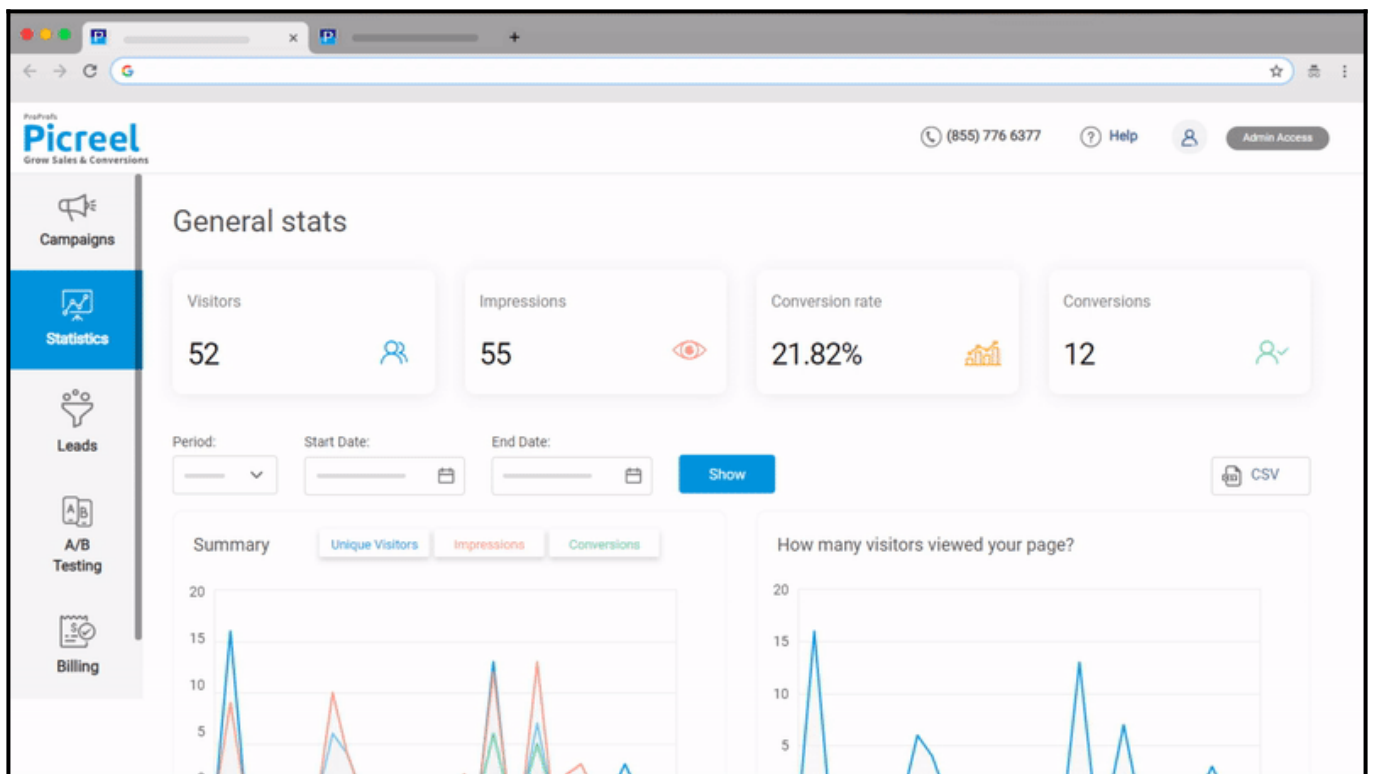 ProProfs
Picreel
Grow Sales & Conversions
(855) 776 6377
? Help
Admin Access
Campaigns
Statistics
Leads
A B
A/B
Testing
$
Billing
General stats
Visitors
52
Impressions
55
Conversion rate
21.82%
Conversions
12
Period:
Start Date:
End Date:
Show
CSV
Summary
Unique Visitors
Impressions
Conversions
20
15
10
5
How many visitors viewed your page?
20
15
10
5